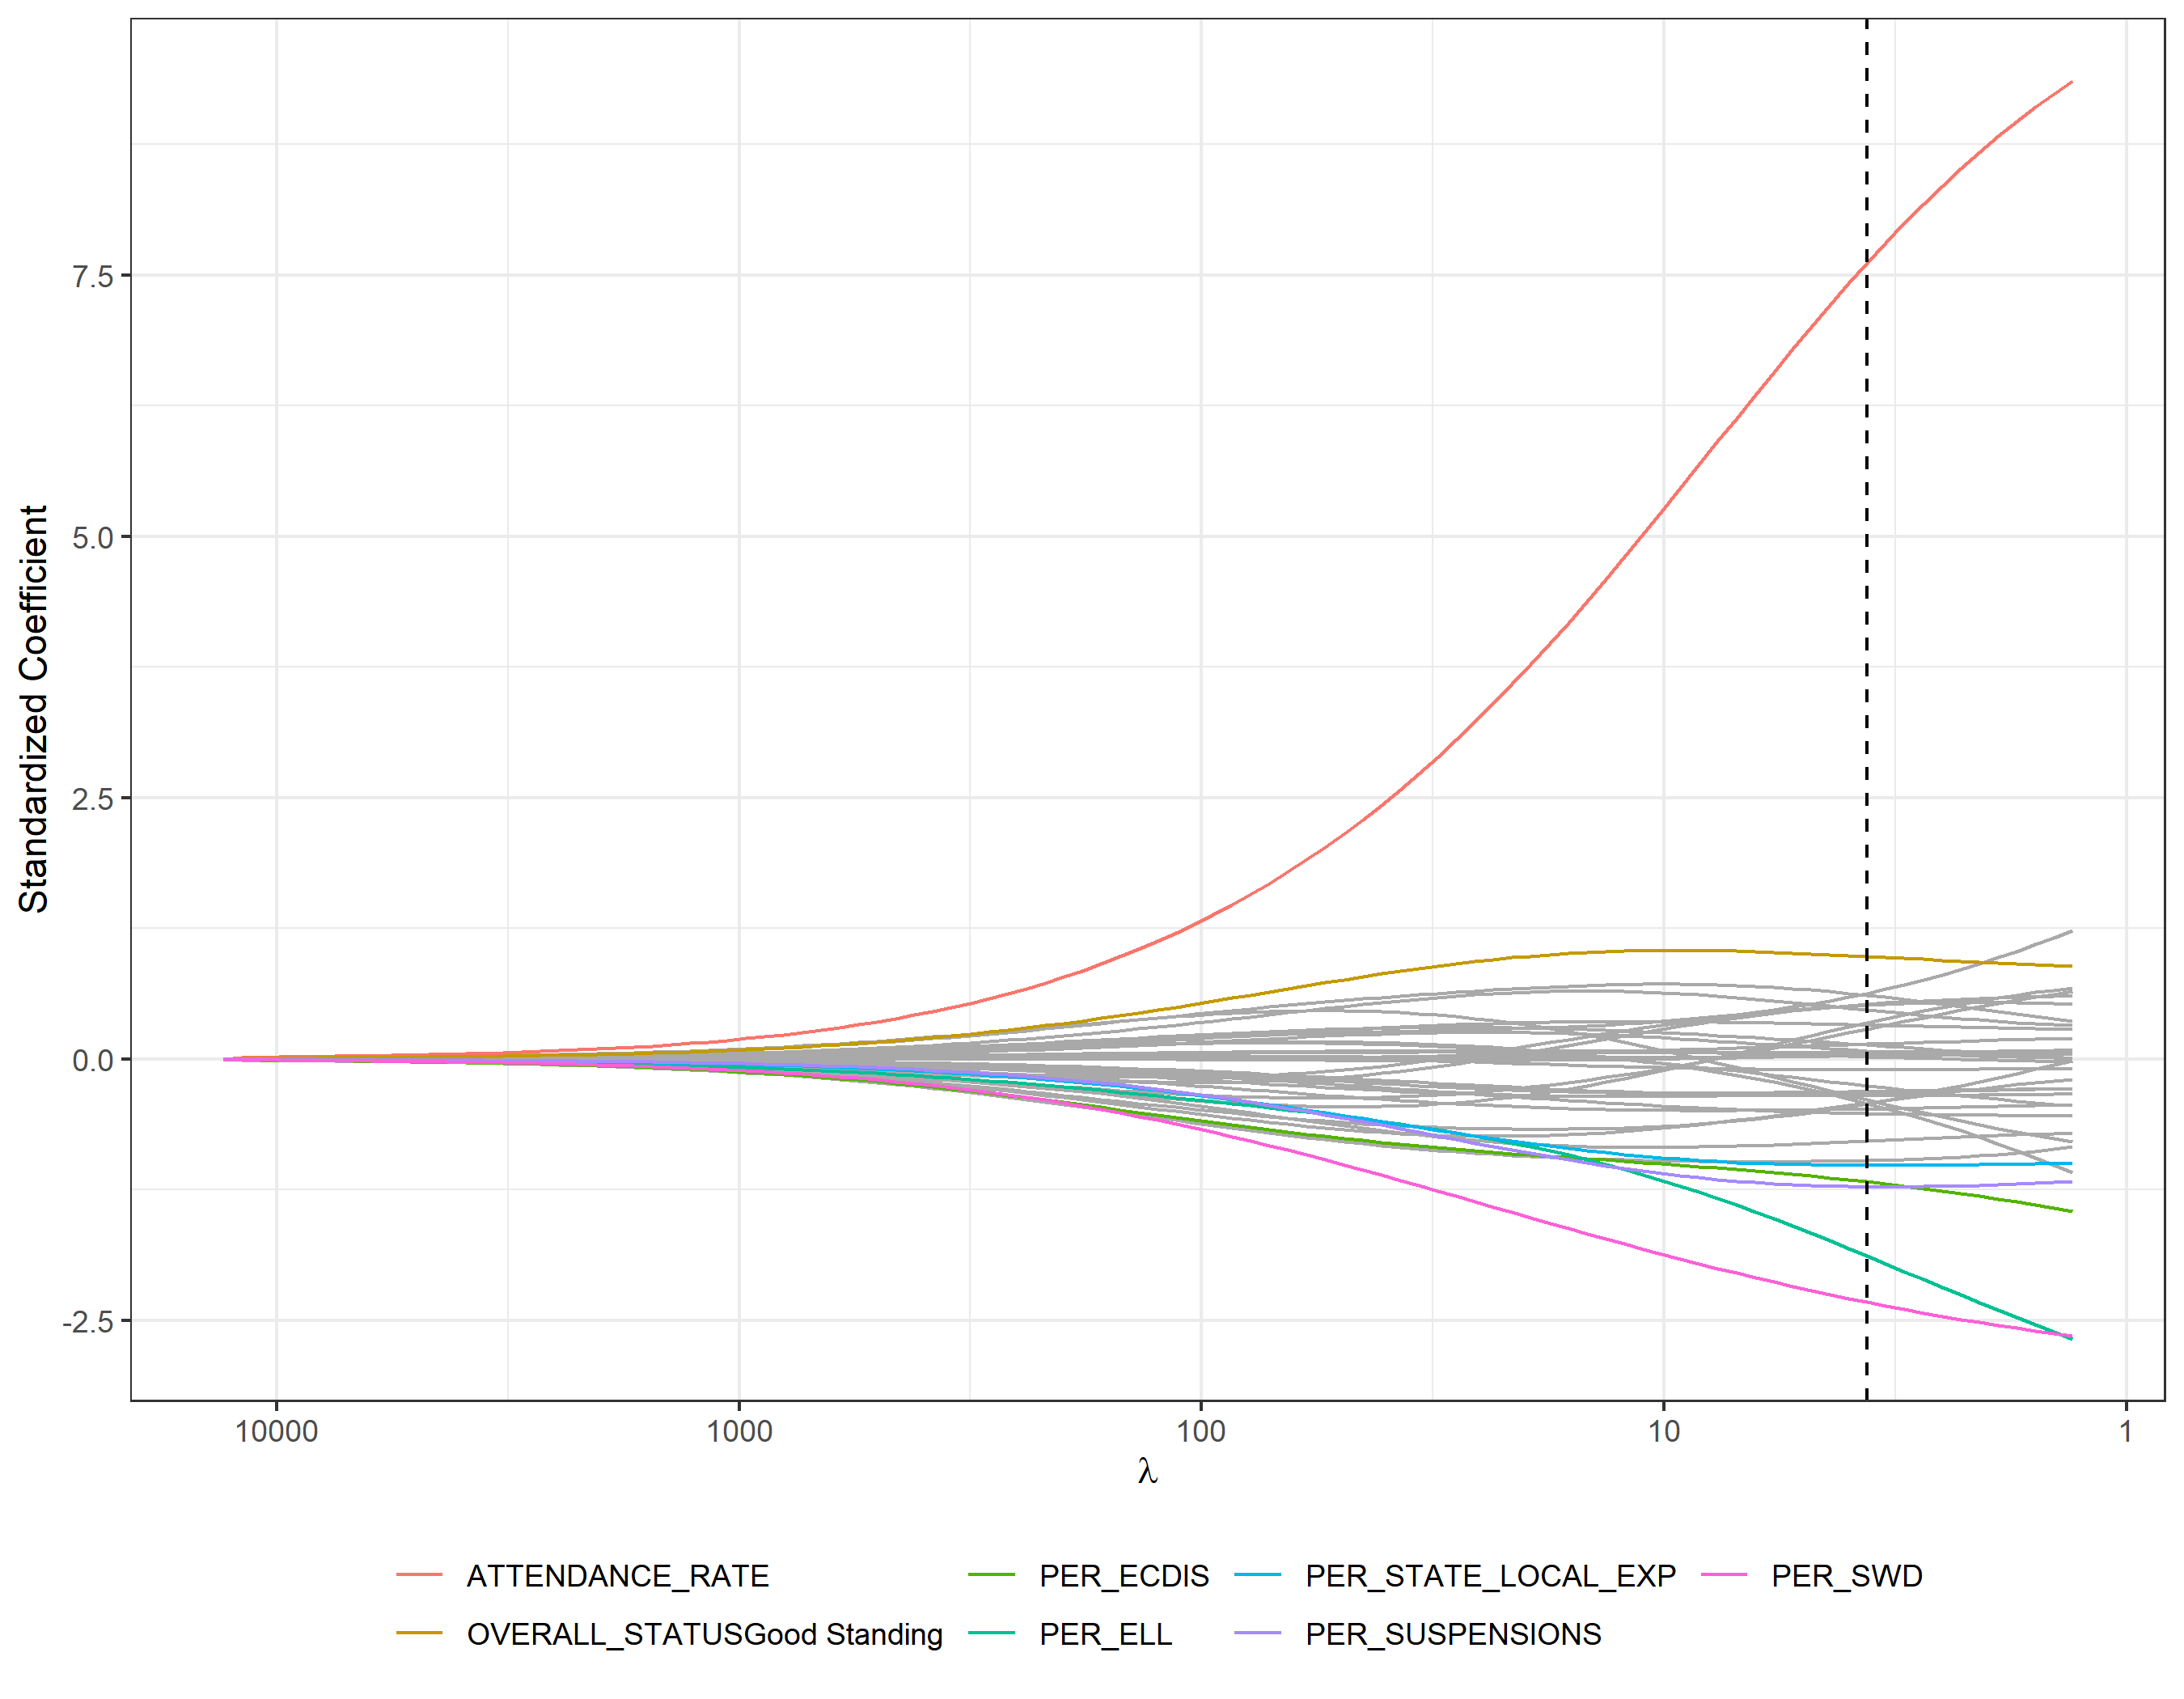 Standardized Coefficient
7.5
5.0
2.5
0.0
-2.5
10000 1000 100 10 1
λ
ATTENDANCE_RATE PER_ECDIS PER_STATE_LOCAL_EXP PER_SWD
OVERALL_STATUSGood Standing PER_ELL PER_SUSPENSIONS